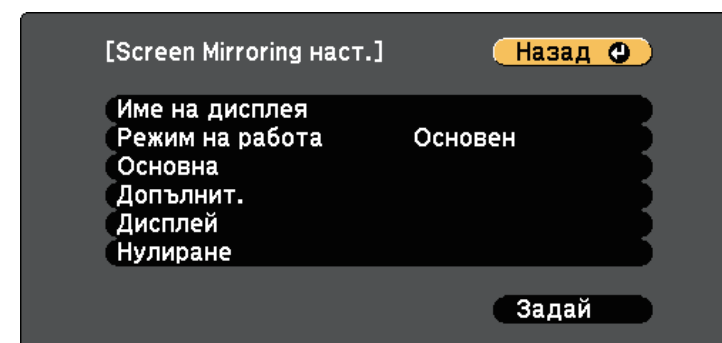 [Screen Mirroring наст.] Назад
Име на дисплея
Режим на работа Основен
Основна
Допълнит.
Дисплей
Нулиране
Задай